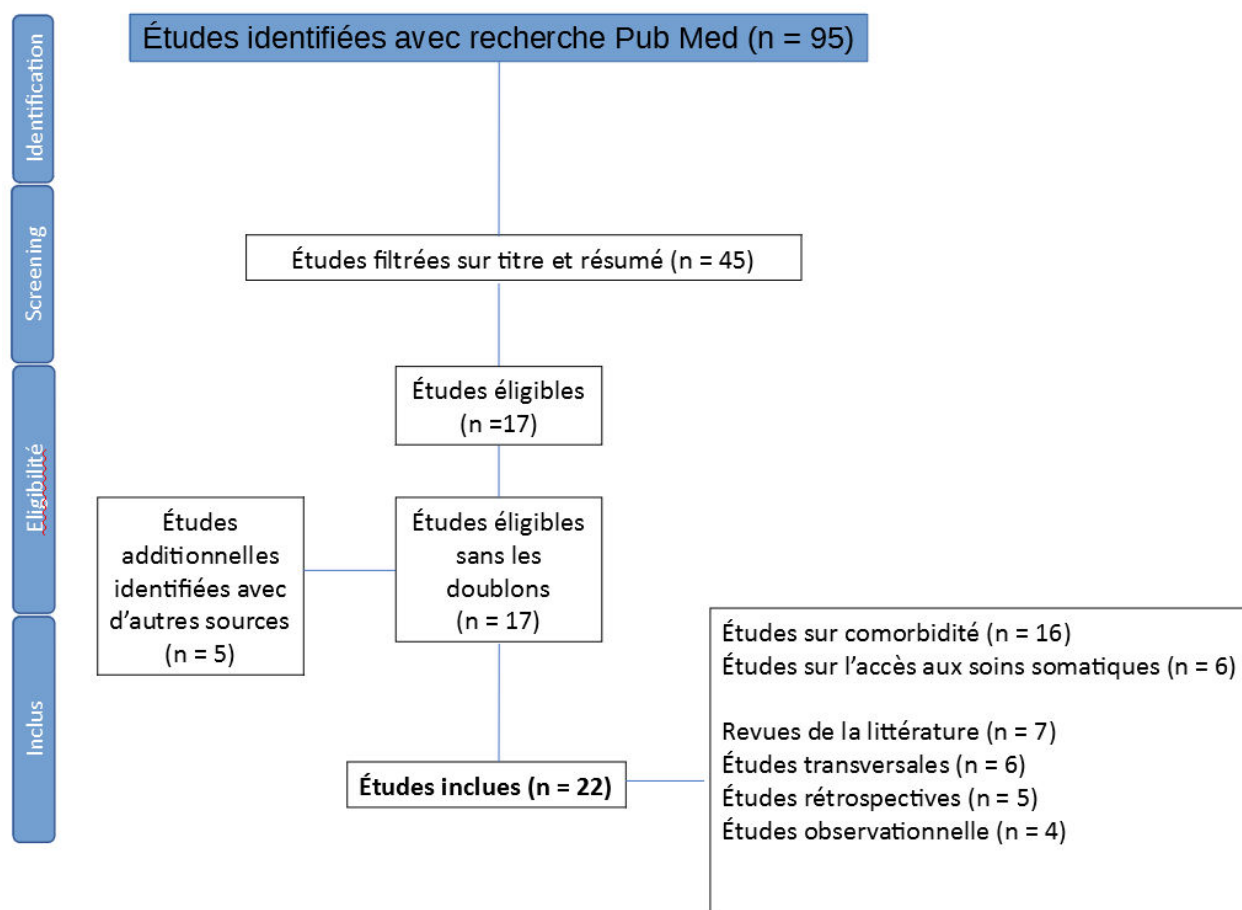 Identification
Études identifiées avec recherche Pub Med (n = 95)
Screening
Études filtrées sur titre et résumé (n = 45)
Eligibilité
Études éligibles
(n =17)
Études
additionnelles
identifiées avec
d’autres sources
(n = 5)
Études éligibles
sans les
doublons
(n = 17)
Inclus
Études inclues (n = 22)
Études sur comorbidité (n = 16)
Études sur l’accès aux soins somatiques (n = 6)
Revues de la littérature (n = 7)
Études transversales (n = 6)
Études rétrospectives (n = 5)
Études observationnelle (n = 4)